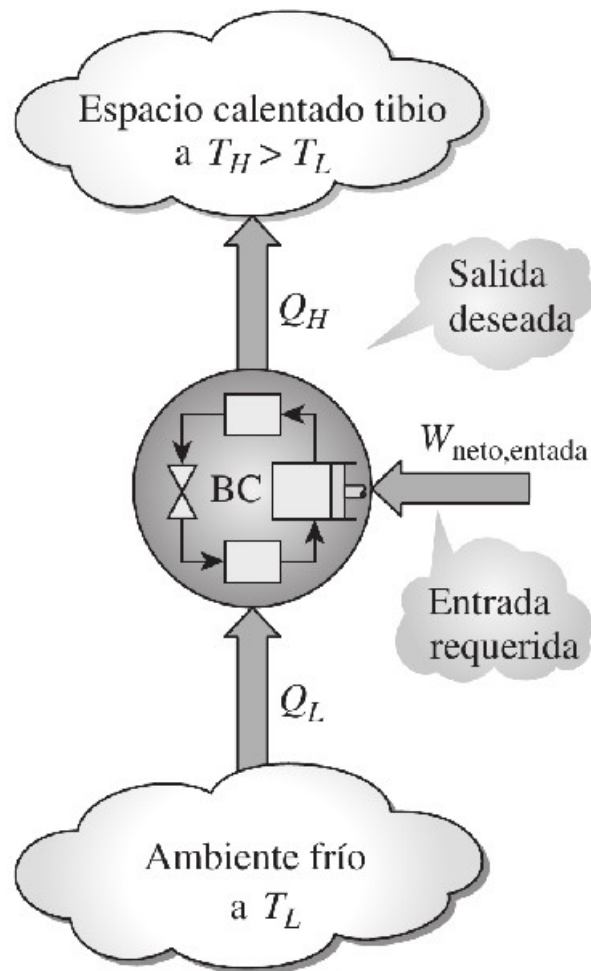 Espacio calentado tibio
a T_H > T_L
Salida
deseada
Q_H
W_neto,entada
BC
Entrada
requerida
Q_L
Ambiente frío
a T_L